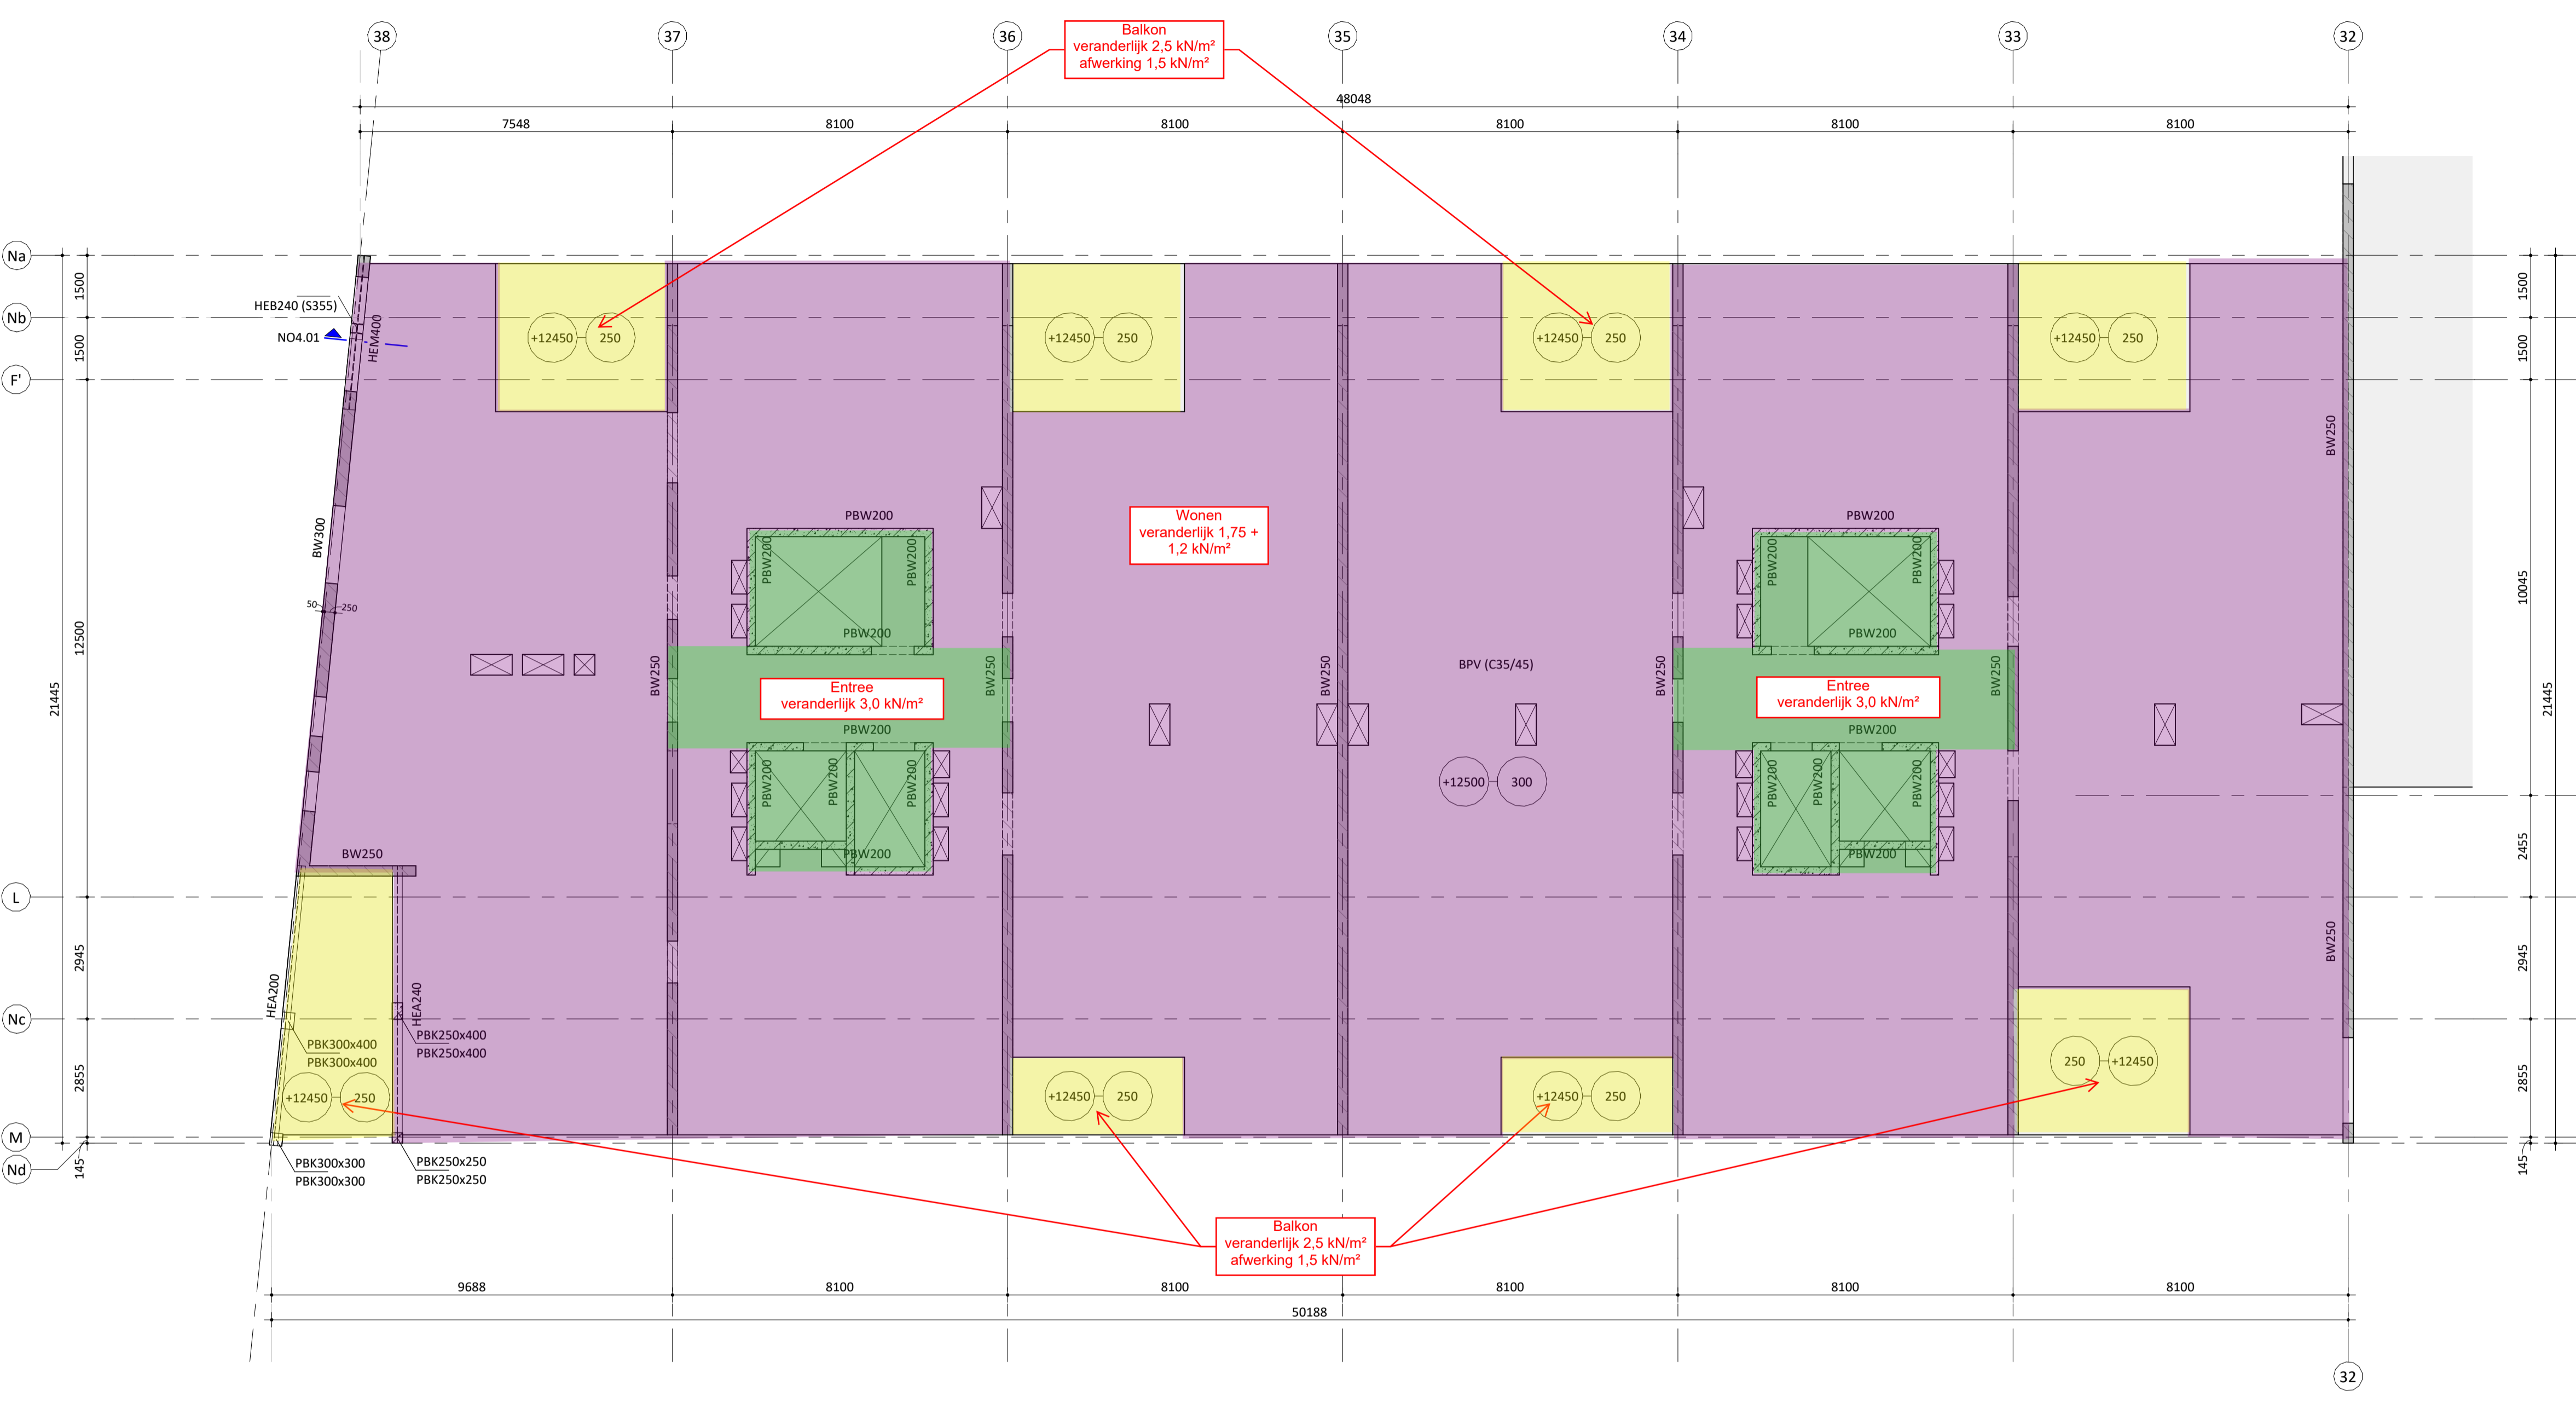 38
37
36
35
34
33
32
Balkon
veranderlijk 2,5 kN/m²
afwerking 1,5 kN/m²
48048
7548
8100
8100
8100
8100
8100
Na
Nb
F'
L
Nc
M
Nd
1500
1500
12500
21445
2945
2855
145
HEB240 (S355)
NO4.01
HEM400
BW300
50
250
+12450
250
+12450
250
+12450
250
+12450
250
1500
1500
10045
21445
2455
2945
2855
145
BW250
PBW200
PBW200
PBW200
PBW200
Wonen
veranderlijk 1,75 +
1,2 kN/m²
PBW200
PBW200
PBW200
PBW200
BW250
BW250
BW250
BPV (C35/45)
BW250
BW250
Entree
veranderlijk 3,0 kN/m²
Entree
veranderlijk 3,0 kN/m²
PBW200
PBW200
PBW200
PBW200
PBW200
+12500
300
PBW200
PBW200
PBW200
PBW200
PBW200
BW250
BW250
HEA200
HEA240
PBK300x400
PBK300x400
PBK250x400
PBK250x400
+12450
250
+12450
250
+12450
250
250
+12450
PBK300x300
PBK300x300
PBK250x250
PBK250x250
Balkon
veranderlijk 2,5 kN/m²
afwerking 1,5 kN/m²
9688
8100
8100
8100
8100
8100
50188
32